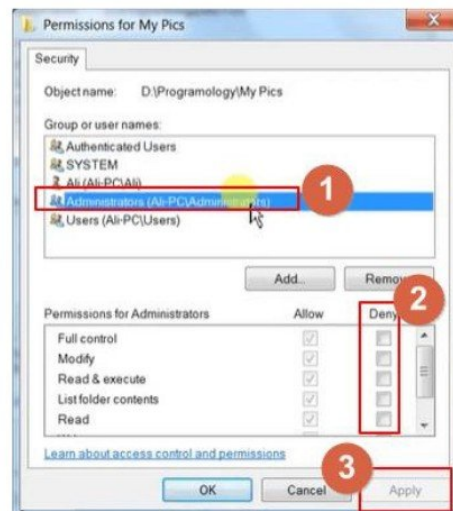 Permissions for My Pics
Security
Object name: D:\Programology\My Pics
Group or user names:
Authenticated Users
SYSTEM
Ali (Ali-PC\Ali)
Administrators (Ali-PC\Administrators)
1
Users (Ali-PC\Users)
Add... Remove
2
Permissions for Administrators Allow Deny
Full control
Modify
Read & execute
List folder contents
Read
Learn about access control and permissions
3
OK Cancel Apply